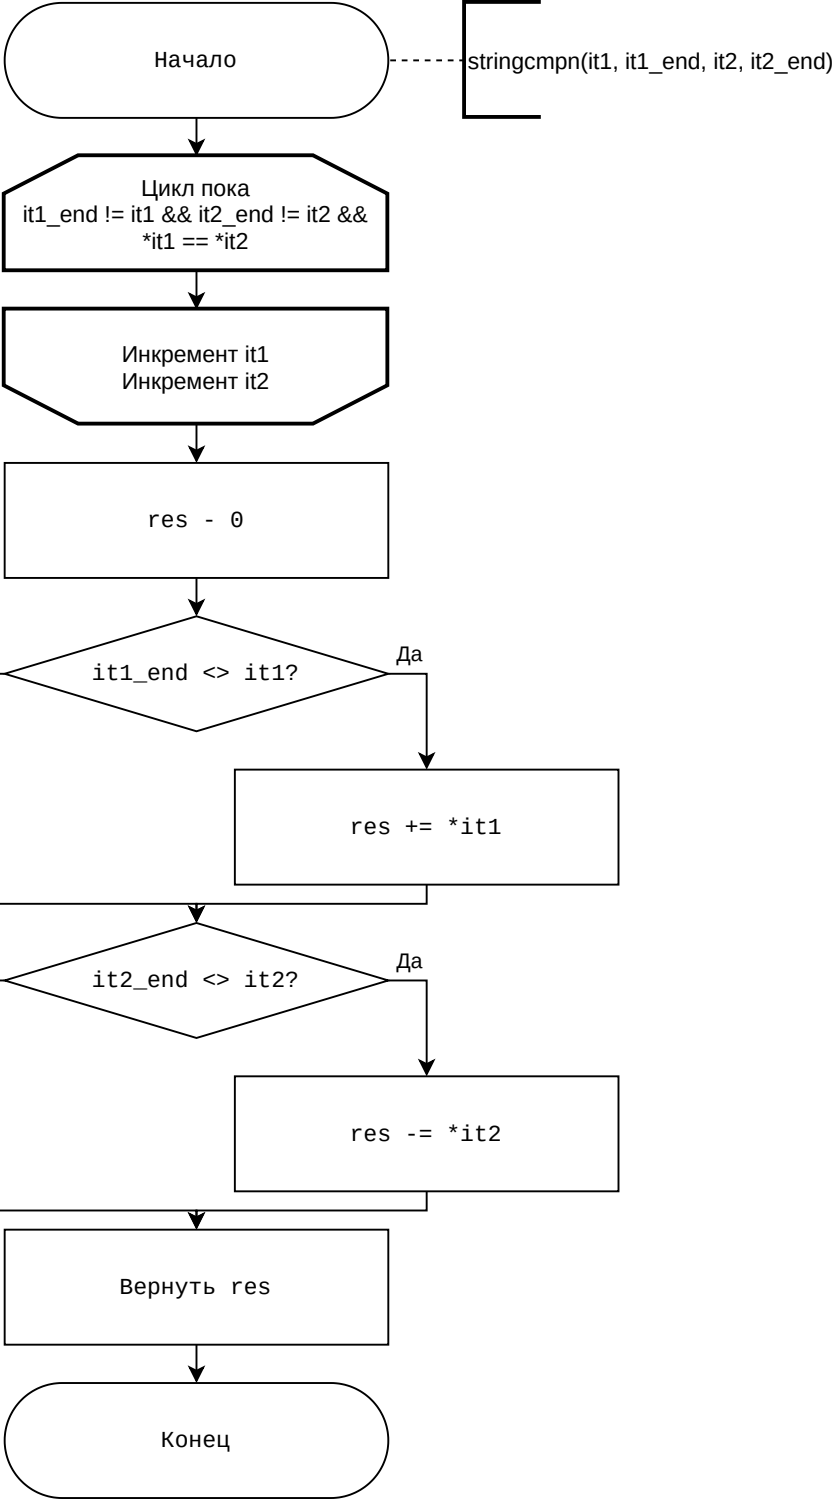 Начало
stringcmpn(it1, it1_end, it2, it2_end)
Цикл пока
it1_end != it1 && it2_end != it2 &&
*it1 == *it2
Инкремент it1
Инкремент it2
res - 0
it1_end <> it1?
Да
res += *it1
it2_end <> it2?
Да
res -= *it2
Вернуть res
Конец